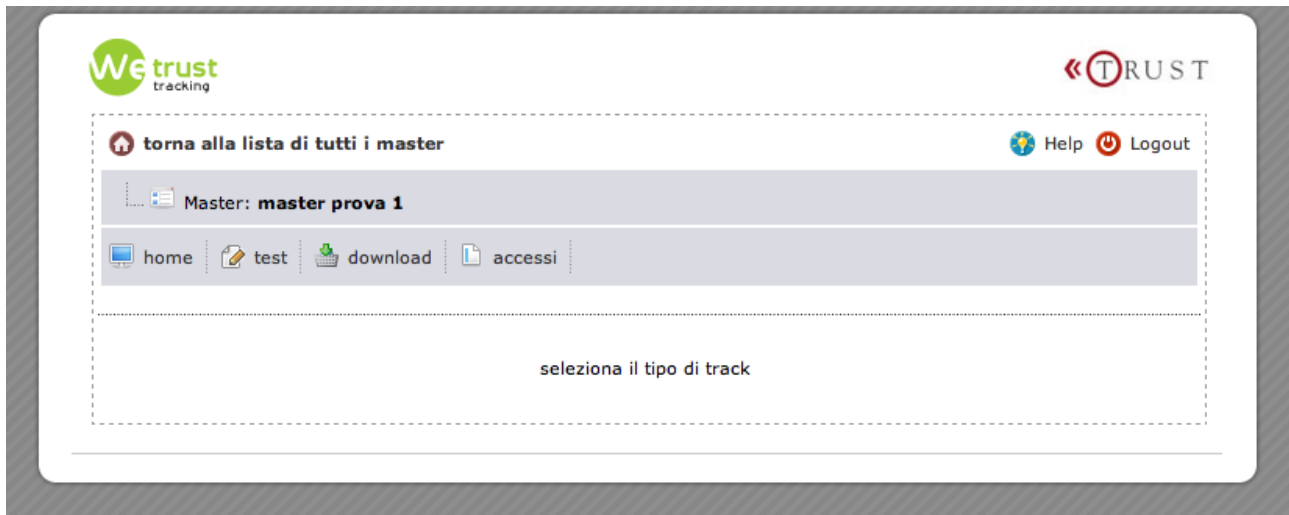 We trust
tracking
« TRUST
torna alla lista di tutti i master
Help Logout
Master: master prova 1
home test download accessi
seleziona il tipo di track